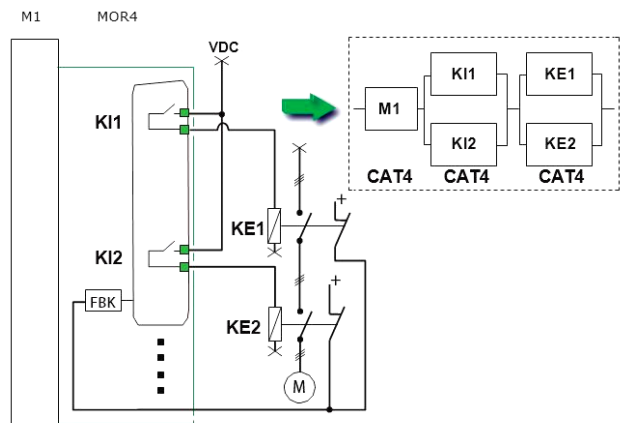 M1 MOR4
VDC
KI1
KI2
FBK
KE1
+
KE2
+
M
M1
KI1
KE1
KI2
KE2
CAT4 CAT4 CAT4